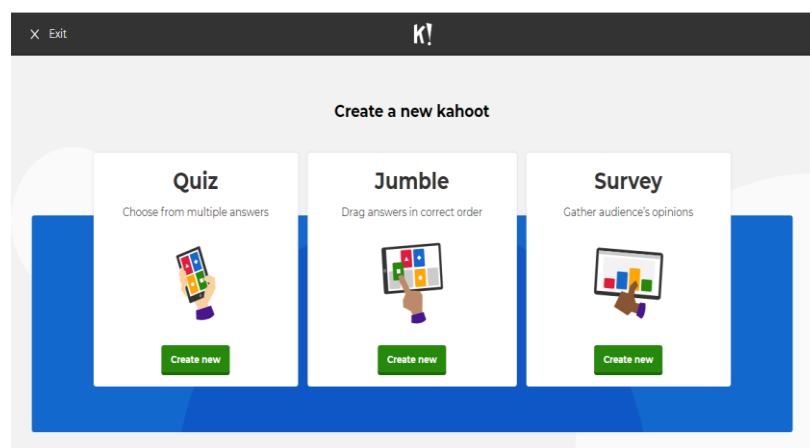 X Exit
K!
Create a new kahoot
Quiz
Choose from multiple answers
Create new
Jumble
Drag answers in correct order
Create new
Survey
Gather audience's opinions
Create new